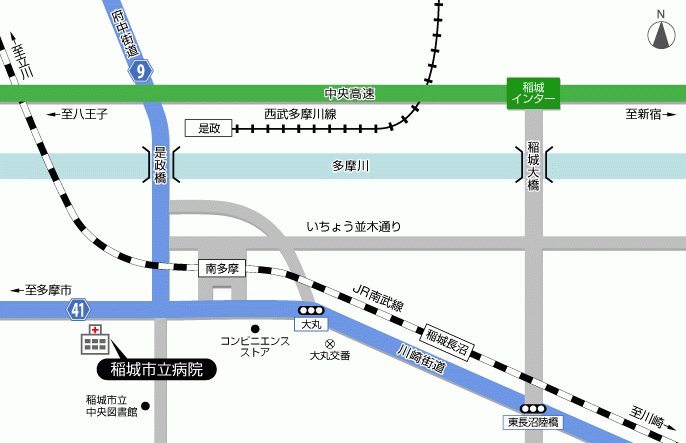 N
府中街道
至立川
9
中央高速
稲城
インター
至八王子
西武多摩川線
至新宿
是政
是政橋
多摩川
稲城大橋
いちょう並木通り
南多摩
至多摩市
JR南武線
41
大丸
稲城長沼
コンビニエンス
ストア
大丸交番
川崎街道
稲城市立病院
稲城市立
中央図書館
至川崎
東長沼陸橋